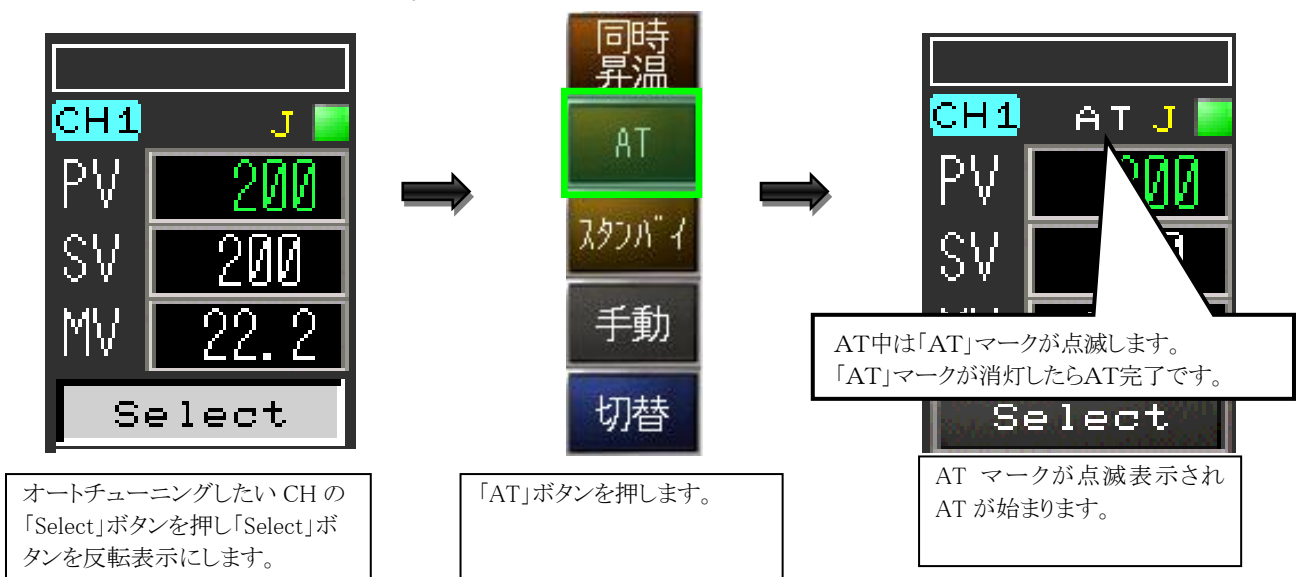 CH1 J
PV 200
SV 200
MV 22.2
Select
オートチューニングしたい CH の
「Select」ボタンを押し「Select」ボ
タンを反転表示にします。
同時
昇温
AT
ｽﾀﾝﾊﾞｲ
手動
切替
「AT」ボタンを押します。
CH1 AT J
PV
SV
AT中は「AT」マークが点滅します。
「AT」マークが消灯したらAT完了です。
Select
AT マークが点滅表示され
AT が始まります。